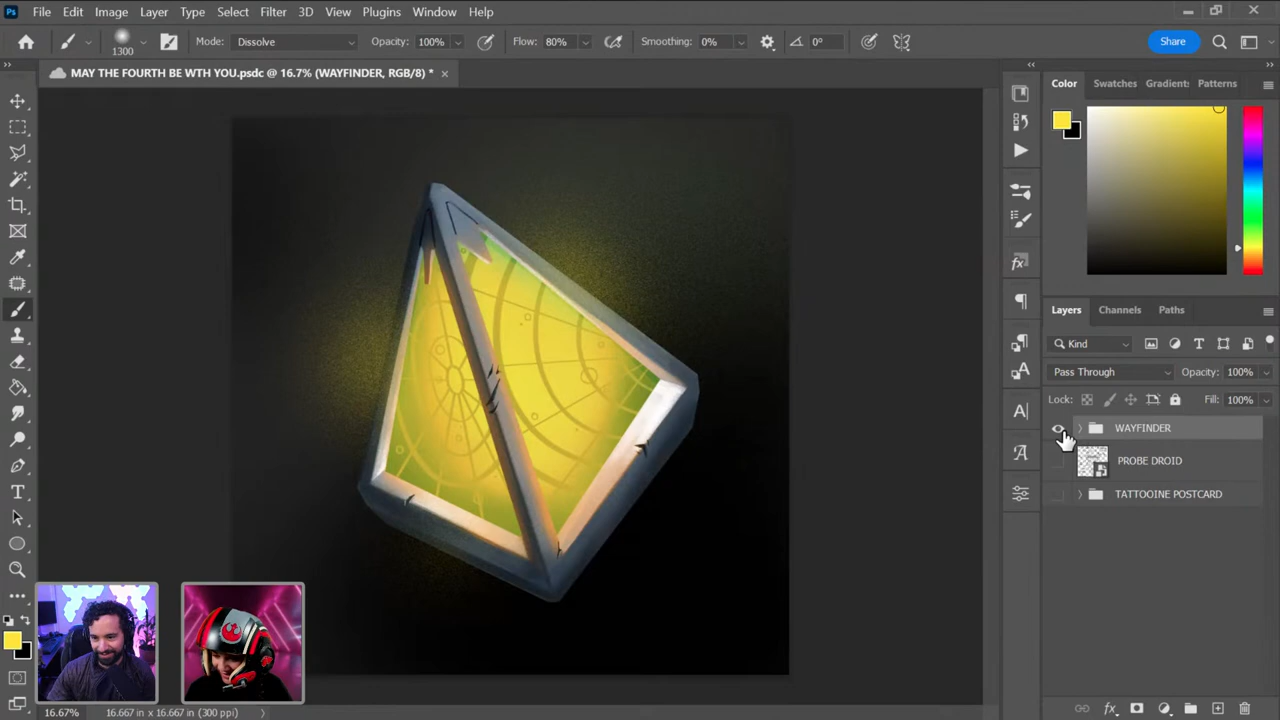 Ps File Edit Image Layer Type Select Filter 3D View Plugins Window Help
1300 Mode: Dissolve Opacity: 100% Flow: 80% Smoothing: 0% 0° Share
MAY THE FOURTH BE WTH YOU.psdc @ 16.7% (WAYFINDER, RGB/8) *
Color Swatches Gradient: Patterns
Layers Channels Paths
Kind
Pass Through Opacity: 100%
Lock: Fill: 100%
WAYFINDER
PROBE DROID
TATTOOINE POSTCARD
16.67% 16.667 in x 16.667 in (300 ppi)